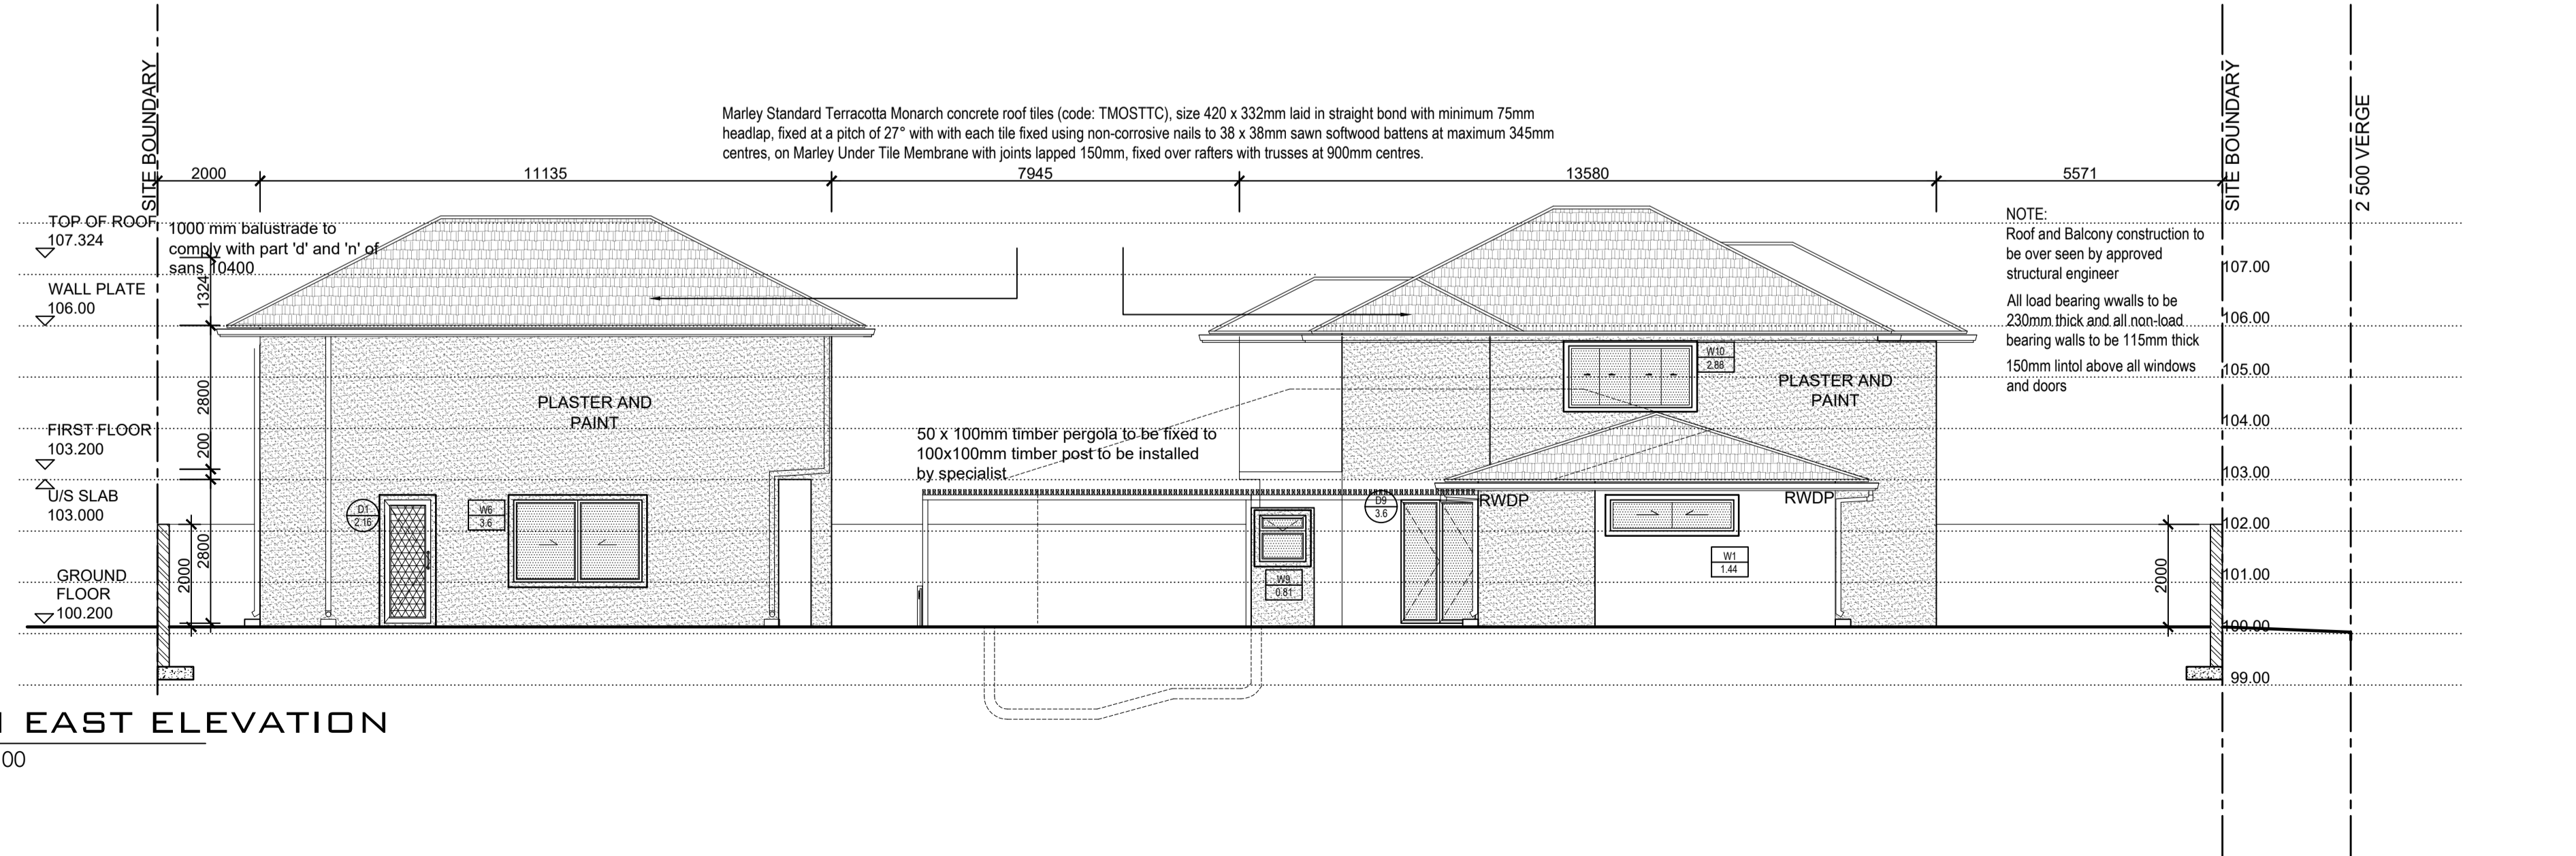 SITE BOUNDARY
SITE BOUNDARY
2 500 VERGE
Marley Standard Terracotta Monarch concrete roof tiles (code: TMOSTTC), size 420 x 332mm laid in straight bond with minimum 75mm
headlap, fixed at a pitch of 27° with with each tile fixed using non-corrosive nails to 38 x 38mm sawn softwood battens at maximum 345mm
centres, on Marley Under Tile Membrane with joints lapped 150mm, fixed over rafters with trusses at 900mm centres.
2000
11135
7945
13580
5571
TOP OF ROOF
107.324
1000 mm balustrade to
comply with part 'd' and 'n' of
sans 10400
1324
WALL PLATE
106.00
2800
200
FIRST FLOOR
103.200
U/S SLAB
103.000
2800
2000
GROUND
FLOOR
100.200
PLASTER AND
PAINT
D1
2.16
W6
3.6
50 x 100mm timber pergola to be fixed to
100x100mm timber post to be installed
by specialist
W9
0.81
D9
3.6
RWDP
RWDP
W10
2.88
PLASTER AND
PAINT
W1
1.44
NOTE:
Roof and Balcony construction to
be over seen by approved
structural engineer
All load bearing wwalls to be
230mm thick and all non-load
bearing walls to be 115mm thick
150mm lintol above all windows
and doors
2000
107.00
106.00
105.00
104.00
103.00
102.00
101.00
100.00
99.00
EAST ELEVATION
00